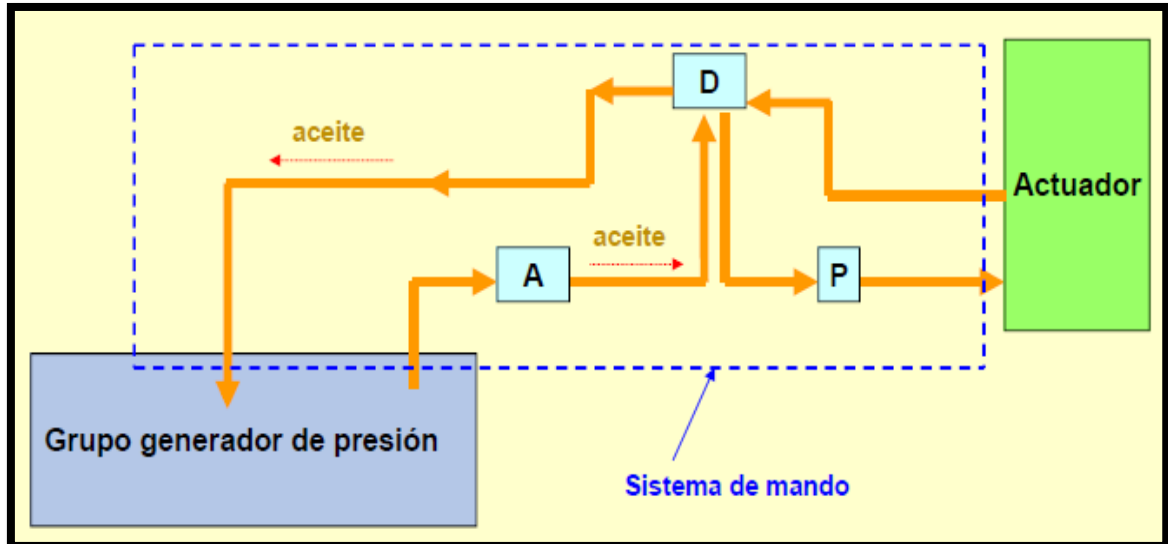 D
aceite
Actuador
aceite
A
P
Grupo generador de presión
Sistema de mando